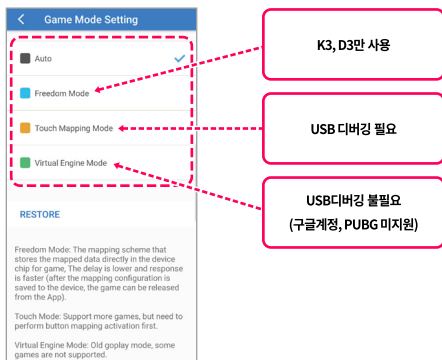 Game Mode Setting
Auto
Freedom Mode
Touch Mapping Mode
Virtual Engine Mode
RESTORE
Freedom Mode: The mapping scheme that
stores the mapped data directly in the device
chip for game, The delay is lower and response
is faster (after the mapping configuration is
saved to the device, the game can be released
from the App).
Touch Mode: Support more games, but need to
perform button mapping activation first.
Virtual Engine Mode: Old goplay mode, some
games are not supported.
K3, D3만 사용
USB 디버깅 필요
USB디버깅 불필요
(구글계정, PUBG 미지원)